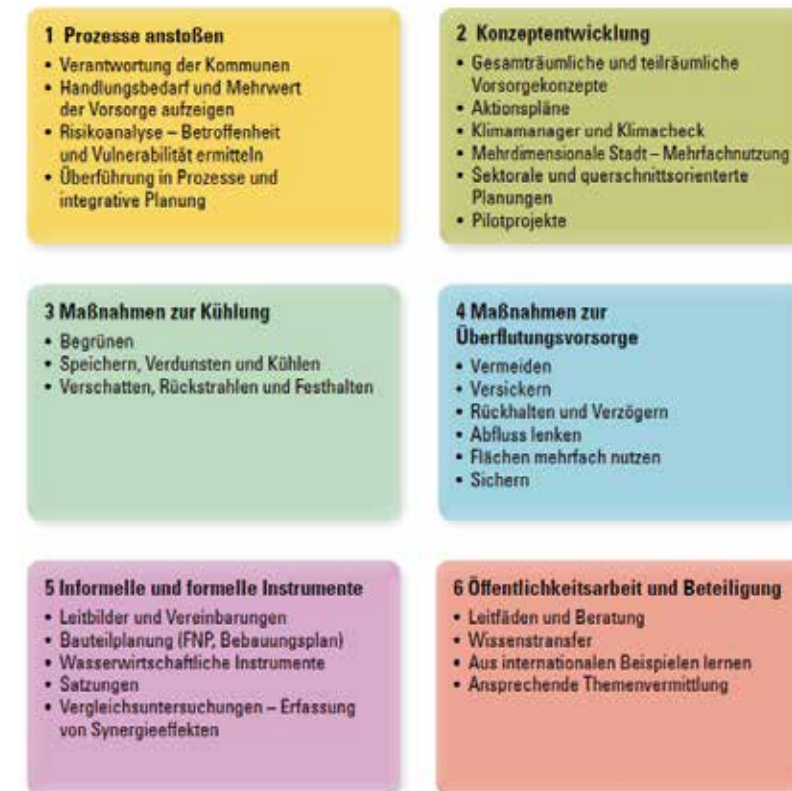 1 Prozesse anstoßen
• Verantwortung der Kommunen
• Handlungsbedarf und Mehrwert
der Vorsorge aufzeigen
• Risikoanalyse – Betroffenheit
und Vulnerabilität ermitteln
• Überführung in Prozesse und
integrative Planung
2 Konzeptentwicklung
• Gesamträumliche und teilräumliche
Vorsorgekonzepte
• Aktionspläne
• Klimamanager und Klimacheck
• Mehrdimensionale Stadt – Mehrfachnutzung
• Sektorale und querschnittsorienterte
Planungen
• Pilotprojekte
3 Maßnahmen zur Kühlung
• Begrünen
• Speichern, Verdunsten und Kühlen
• Verschatten, Rückstrahlen und Festhalten
4 Maßnahmen zur
Überflutungsvorsorge
• Vermeiden
• Versickern
• Rückhalten und Verzögern
• Abfluss lenken
• Flächen mehrfach nutzen
• Sichern
5 Informelle und formelle Instrumente
• Leitbilder und Vereinbarungen
• Bauteilplanung (FNP, Bebauungsplan)
• Wasserwirtschaftliche Instrumente
• Satzungen
• Vergleichsuntersuchungen – Erfassung
von Synergieeffekten
6 Öffentlichkeitsarbeit und Beteiligung
• Leitfäden und Beratung
• Wissenstransfer
• Aus internationalen Beispielen lernen
• Ansprechende Themenvermittlung